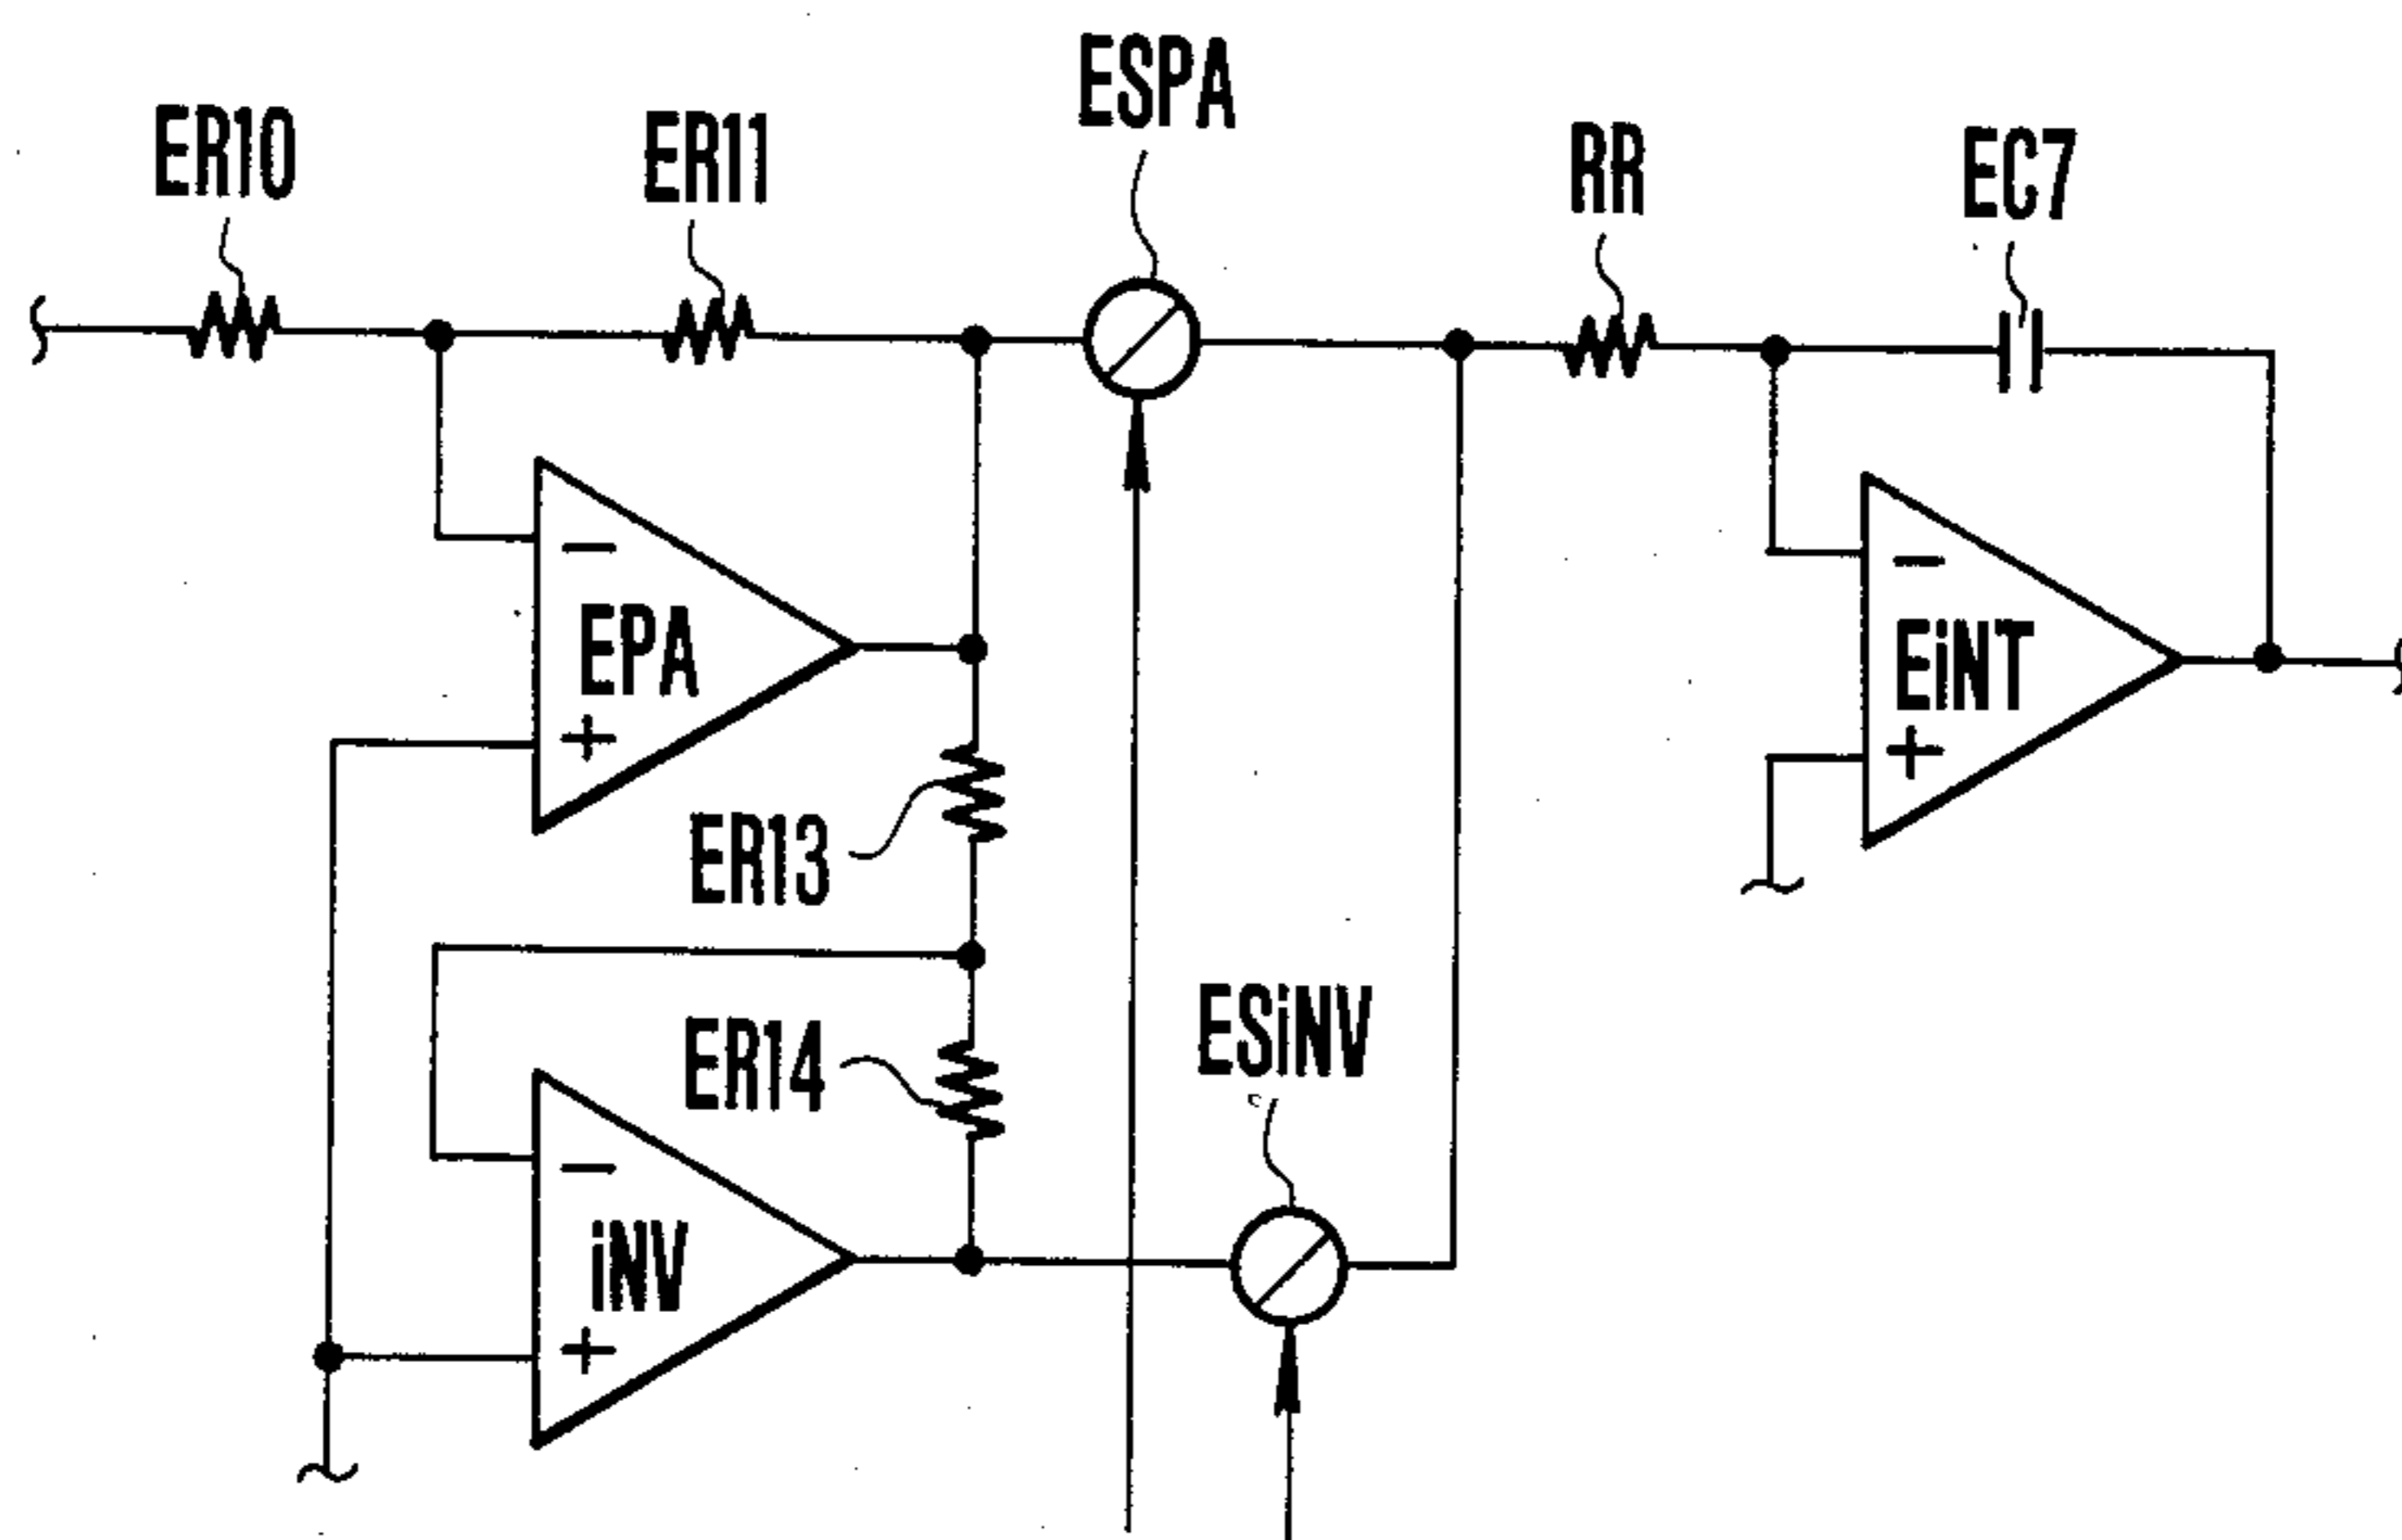 ESPA
ER10
ER11
RR
EC7
−
EPA
+
−
EiNT
+
ER13
ESiNV
ER14
−
iNV
+